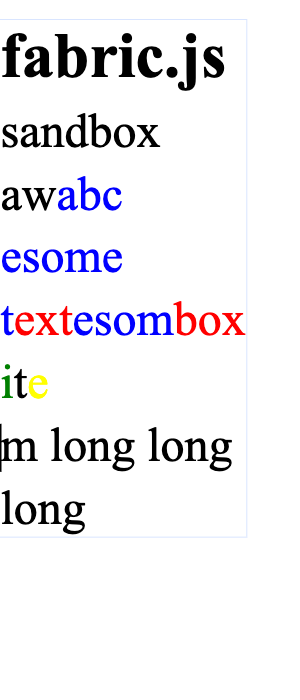 fabric.js
sandbox
awabc
esome
textesombox
ite
m long long
long